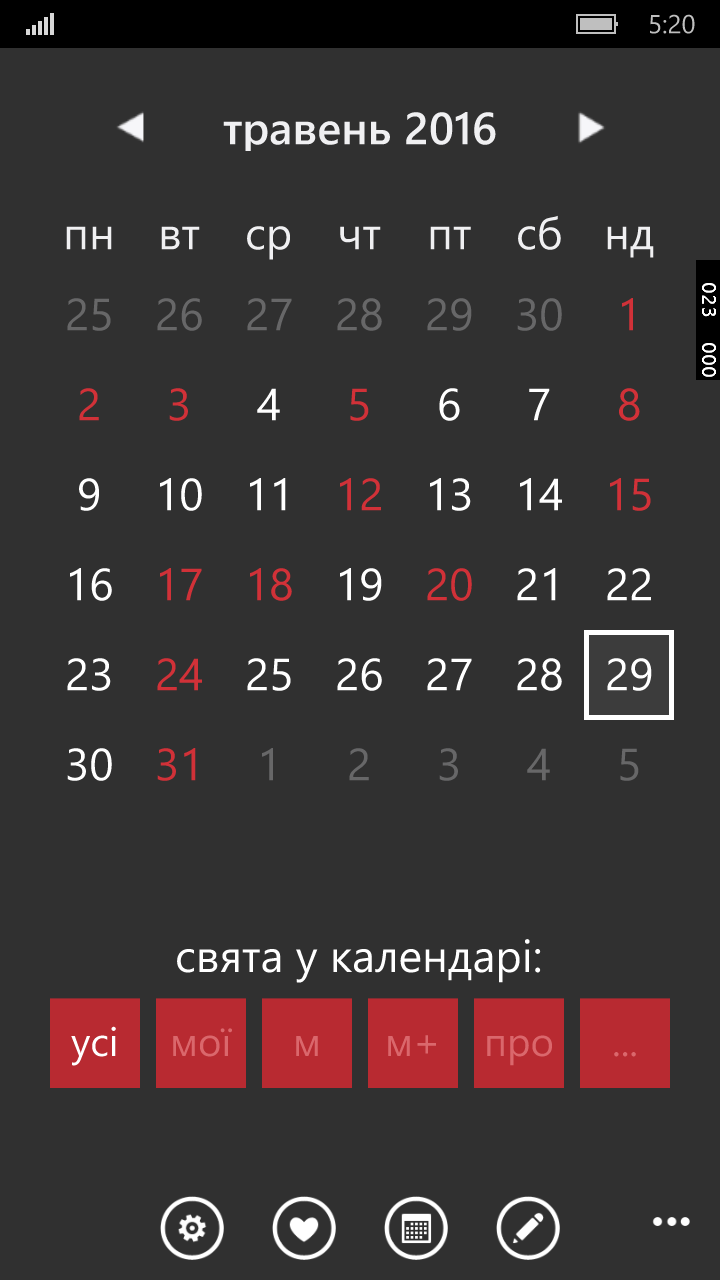 5:20
травень 2016
пн вт ср чт пт сб нд
25 26 27 28 29 30 1
2 3 4 5 6 7 8
9 10 11 12 13 14 15
16 17 18 19 20 21 22
23 24 25 26 27 28 29
30 31 1 2 3 4 5
023 000
свята у календарі:
усі мої м м+ про ...